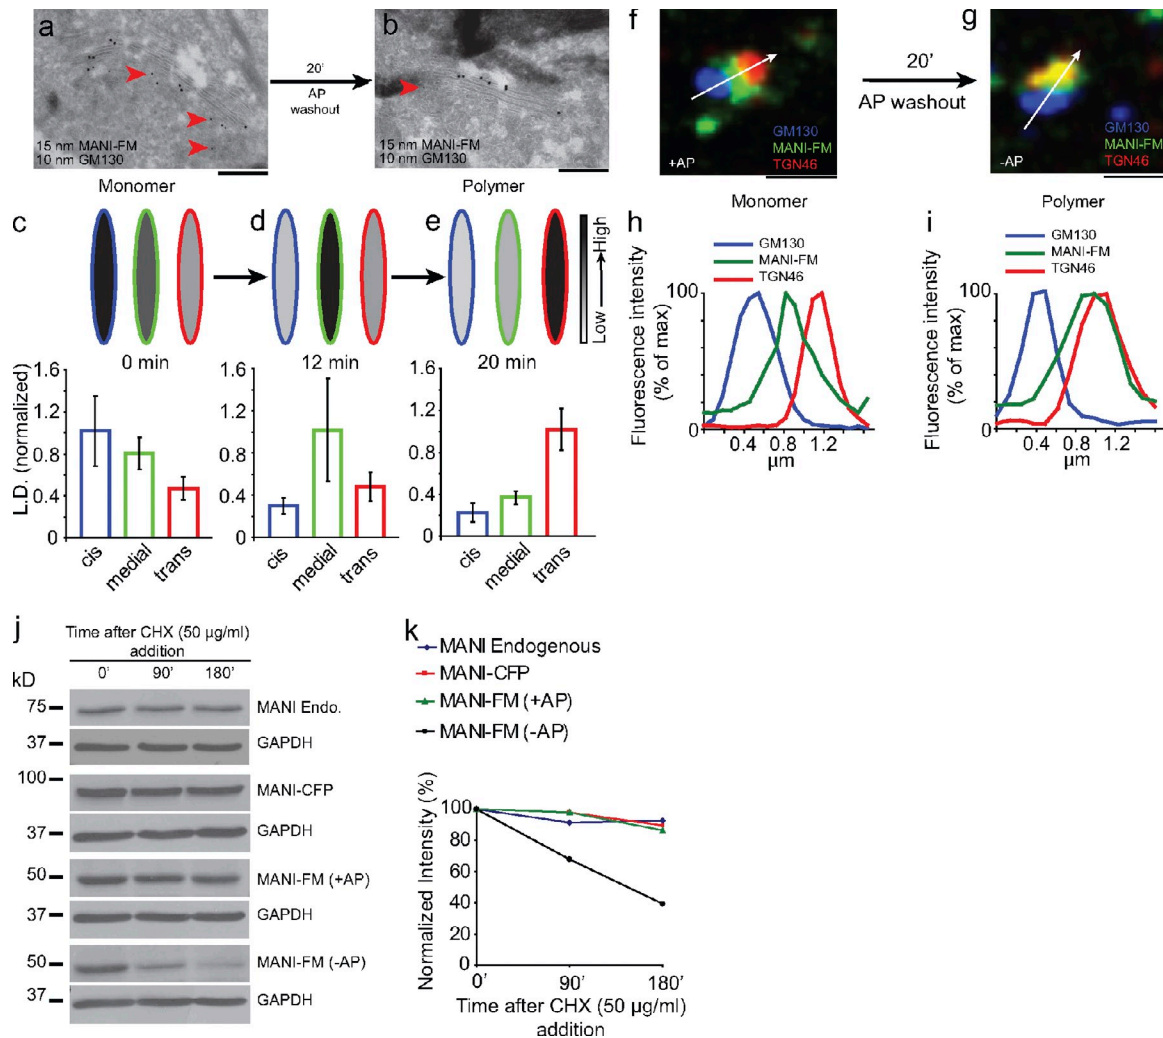 a
15 nm MANI-FM
10 nm GM130
20'
AP
washout
b
15 nm MANI-FM
10 nm GM130
f
+AP
GM130
MANI-FM
TGN46
20'
AP washout
g
-AP
GM130
MANI-FM
TGN46
Monomer
Polymer
Monomer
Polymer
c
d
e
Low
High
0 min
12 min
20 min
L.D. (normalized)
1.6
1.2
0.8
0.4
0
cis
medial
trans
1.6
1.2
0.8
0.4
0
cis
medial
trans
1.6
1.2
0.8
0.4
0
cis
medial
trans
h
GM130
MANI-FM
TGN46
Fluorescence intensity
(% of max)
100
0.4
0.8
1.2
µm
i
GM130
MANI-FM
TGN46
Fluorescence intensity
(% of max)
100
0.4
0.8
1.2
µm
j
Time after CHX (50 µg/ml)
addition
0'
90'
180'
kD
75
MANI Endo.
37
GAPDH
100
MANI-CFP
37
GAPDH
50
MANI-FM (+AP)
37
GAPDH
50
MANI-FM (-AP)
37
GAPDH
k
MANI Endogenous
MANI-CFP
MANI-FM (+AP)
MANI-FM (-AP)
Normalized Intensity (%)
100
80
60
40
20
0
0'
90'
180'
Time after CHX (50 µg/ml)
addition